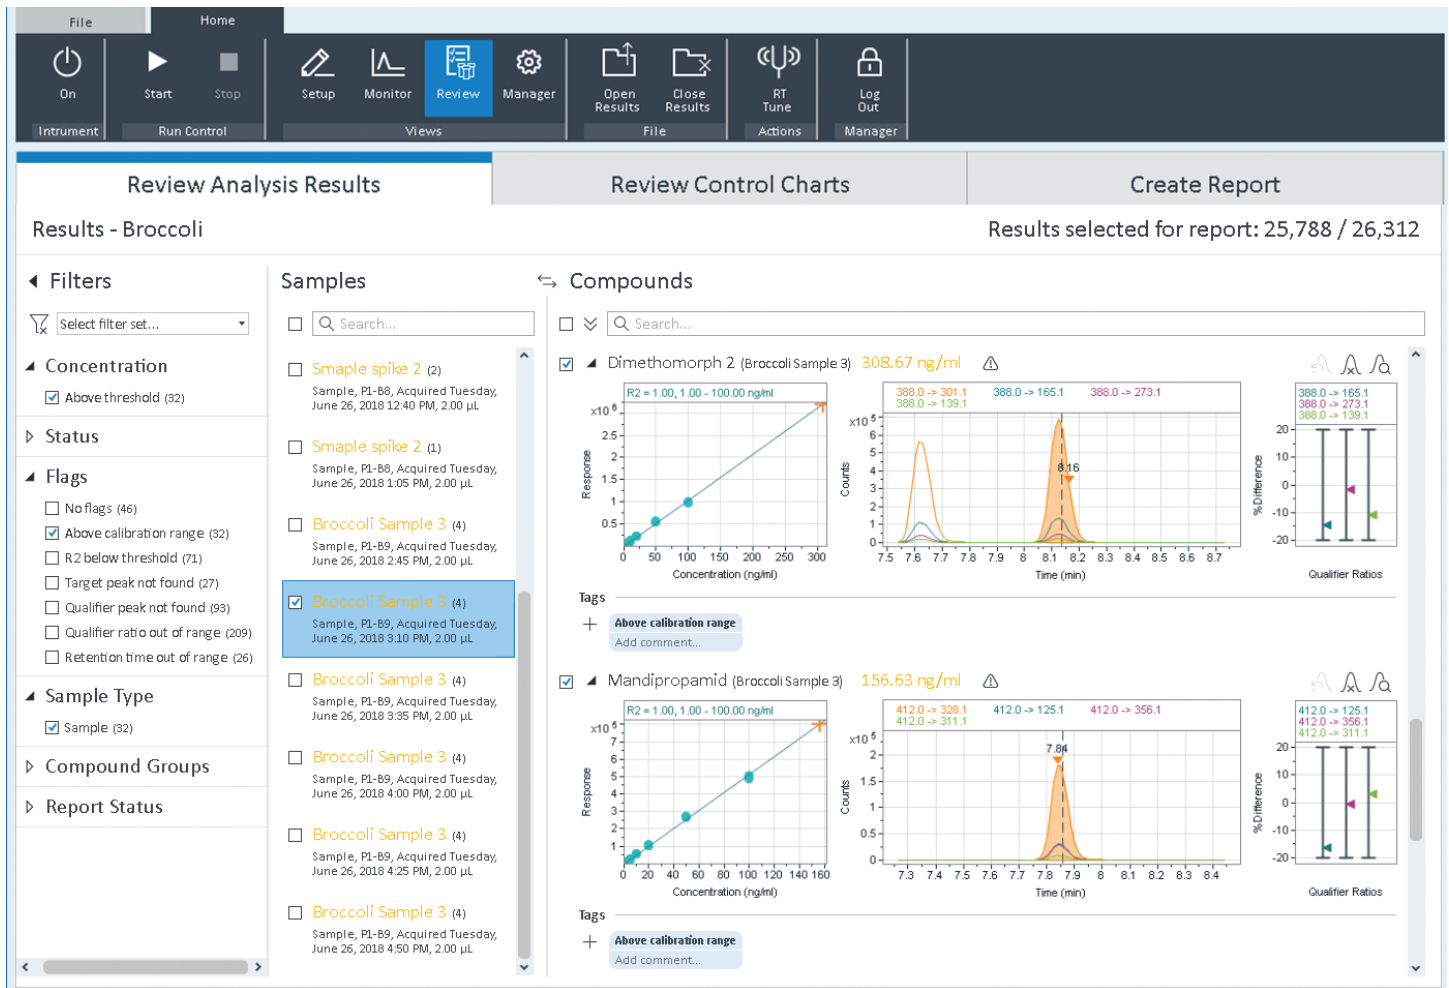 File
Home
On
Start
Stop
Setup
Monitor
Review
Manager
Open
Results
Close
Results
RT
Tune
Log
Out
Intrument
Run Control
Views
File
Actions
Manager
Review Analysis Results
Review Control Charts
Create Report
Results - Broccoli
Results selected for report: 25,788 / 26,312
Filters
Select filter set...
Concentration
Above threshold (32)
Status
Flags
No flags (46)
Above calibration range (32)
R2 below threshold (71)
Target peak not found (27)
Qualifier peak not found (93)
Qualifier ratio out of range (209)
Retention time out of range (26)
Sample Type
Sample (32)
Compound Groups
Report Status
Samples
Search...
Smaple spike 2 (2)
Sample, P1-B8, Acquired Tuesday,
June 26, 2018 12:40 PM, 2.00 µL
Smaple spike 2 (1)
Sample, P1-B8, Acquired Tuesday,
June 26, 2018 1:05 PM, 2.00 µL
Broccoli Sample 3 (4)
Sample, P1-B9, Acquired Tuesday,
June 26, 2018 2:45 PM, 2.00 µL
Broccoli Sample 3 (4)
Sample, P1-B9, Acquired Tuesday,
June 26, 2018 3:10 PM, 2.00 µL
Broccoli Sample 3 (4)
Sample, P1-B9, Acquired Tuesday,
June 26, 2018 3:35 PM, 2.00 µL
Broccoli Sample 3 (4)
Sample, P1-B9, Acquired Tuesday,
June 26, 2018 4:00 PM, 2.00 µL
Broccoli Sample 3 (4)
Sample, P1-B9, Acquired Tuesday,
June 26, 2018 4:25 PM, 2.00 µL
Broccoli Sample 3 (4)
Sample, P1-B9, Acquired Tuesday,
June 26, 2018 4:50 PM, 2.00 µL
Compounds
Search...
Dimethomorph 2 (Broccoli Sample 3) 308.67 ng/ml
R2 = 1.00, 1.00 - 100.00 ng/ml
x10 6
2.5
2
1.5
1
0.5
Response
0 50 100 150 200 250 300
Concentration (ng/ml)
388.0 -> 301.1 388.0 -> 165.1 388.0 -> 273.1
388.0 -> 139.1
x10 5
6
5
4
3
2
1
0
Counts
8.16
7.5 7.6 7.7 7.8 7.9 8 8.1 8.2 8.3 8.4 8.5 8.6 8.7
Time (min)
388.0 -> 165.1
388.0 -> 273.1
388.0 -> 139.1
20
10
0
-10
-20
%Difference
Qualifier Ratios
Tags
Above calibration range
Add comment...
Mandipropamid (Broccoli Sample 3) 156.63 ng/ml
R2 = 1.00, 1.00 - 100.00 ng/ml
x10 5
7
6
5
4
3
2
1
Response
0 20 40 60 80 100 120 140 160
Concentration (ng/ml)
412.0 -> 328.1 412.0 -> 125.1 412.0 -> 356.1
412.0 -> 311.1
x10 5
2
1.5
1
0.5
0
Counts
7.84
7.3 7.4 7.5 7.6 7.7 7.8 7.9 8 8.1 8.2 8.3 8.4
Time (min)
412.0 -> 125.1
412.0 -> 356.1
412.0 -> 311.1
20
10
0
-10
-20
%Difference
Qualifier Ratios
Tags
Above calibration range
Add comment...